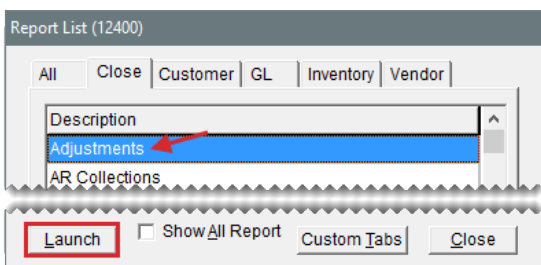 Report List (12400)
All Close Customer GL Inventory Vendor
Description
Adjustments
AR Collections
Launch Show All Report Custom Tabs Close